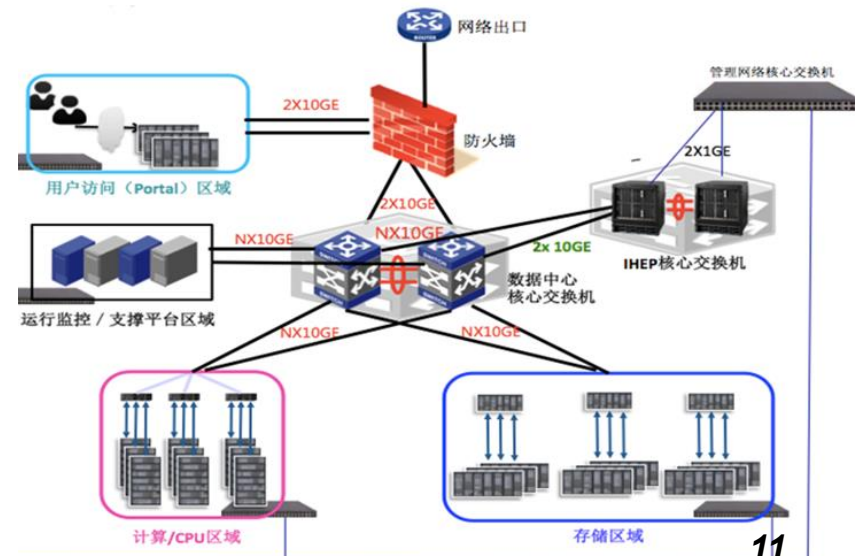 网络出口
管理网络核心交换机
2X10GE
防火墙
2X1GE
用户访问（Portal）区域
2X10GE
NX10GE
NX10GE
2x 10GE
IHEP核心交换机
数据中心
核心交换机
运行监控 / 支撑平台区域
NX10GE
NX10GE
计算/CPU区域
存储区域
11